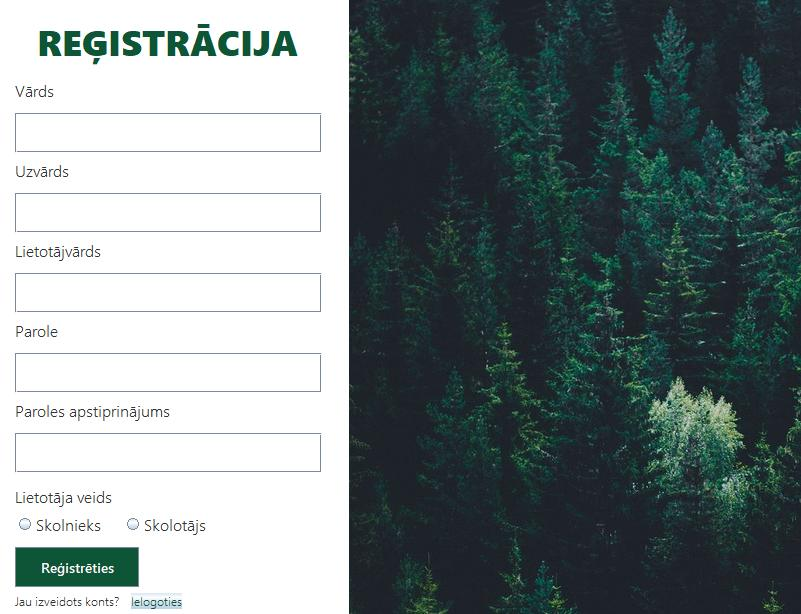 REĢISTRĀCIJA
Vārds
Uzvārds
Lietotājvārds
Parole
Paroles apstiprinājums
Lietotāja veids
Skolnieks Skolotājs
Reģistrēties
Jau izveidots konts? Ielogoties